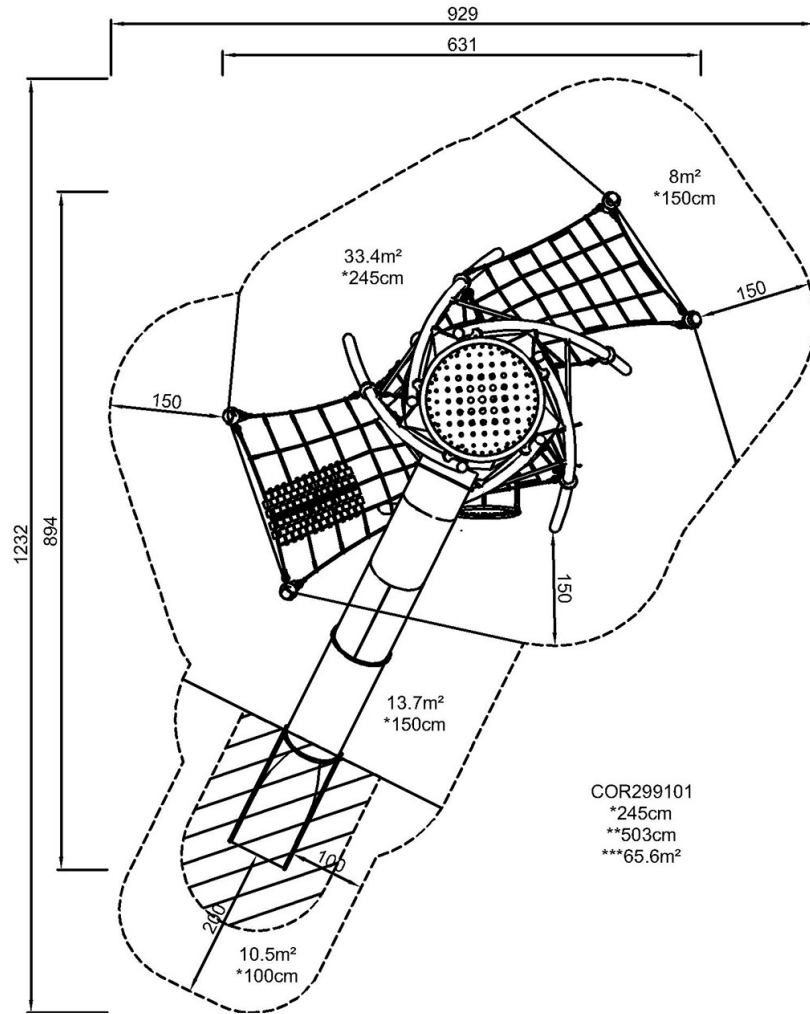 929
631
8m²
*150cm
33.4m²
*245cm
150
150
1232
894
150
13.7m²
*150cm
COR299101
*245cm
**503cm
***65.6m²
100
200
10.5m²
*100cm